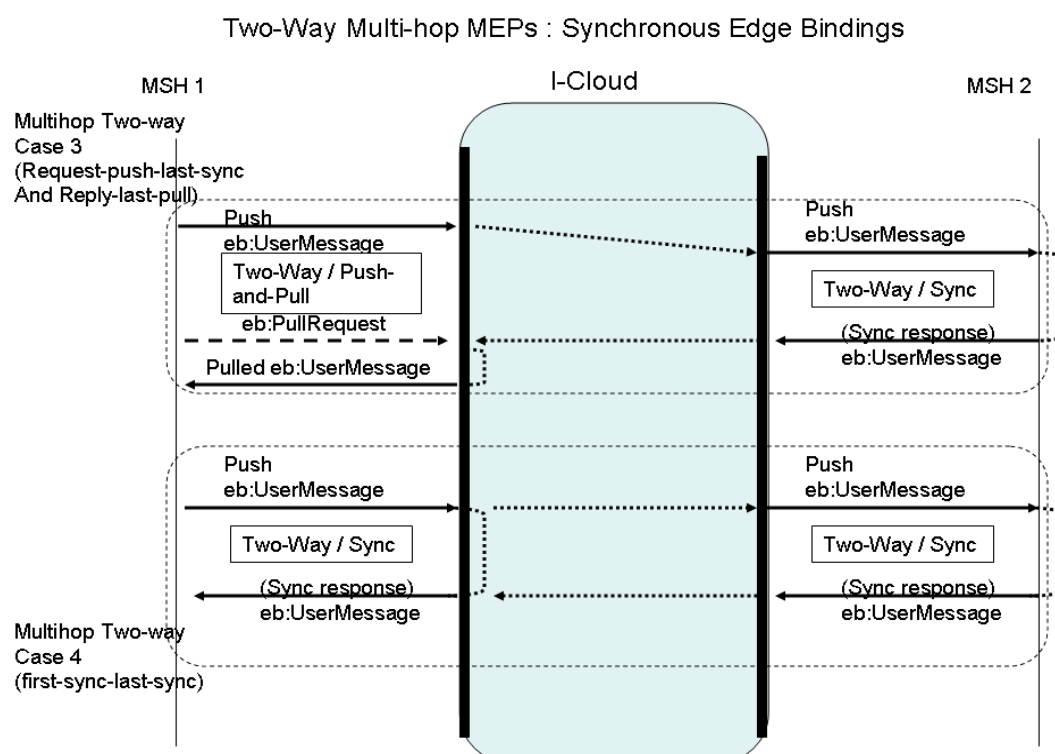 Two-Way Multi-hop MEPs : Synchronous Edge Bindings
I-Cloud
MSH 1
MSH 2
Multihop Two-way
Case 3
(Request-push-last-sync
And Reply-last-pull)
Push
eb:UserMessage
Two-Way / Push-
and-Pull
eb:PullRequest
Pulled eb:UserMessage
Push
eb:UserMessage
Two-Way / Sync
(Sync response)
eb:UserMessage
Push
eb:UserMessage
Two-Way / Sync
(Sync response)
eb:UserMessage
Push
eb:UserMessage
Two-Way / Sync
(Sync response)
eb:UserMessage
Multihop Two-way
Case 4
(first-sync-last-sync)